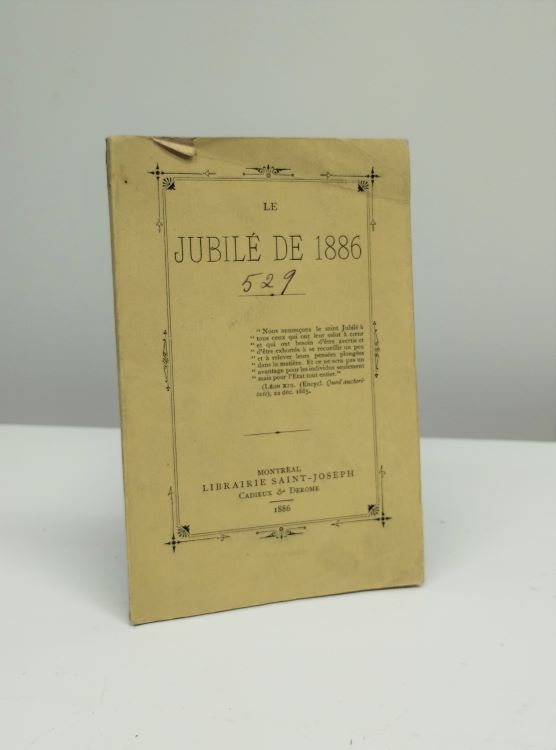 LE
JUBILÉ DE 1886
529
“ Nous annonçons le saint Jubilé à
“ tous ceux qui ont leur salut à cœur
“ et qui ont besoin d'être avertis et
“ d'être exhortés à se recueillir un peu
“ et à relever leurs pensées plongées
“ dans la matière. Et ce ne sera pas un
“ avantage pour les individus seulement
“ mais pour l'Etat tout entier.”
(LÉON XIII. (Encycl. Quod auctori-
tate), 22 déc. 1885.
MONTRÉAL
LIBRAIRIE SAINT-JOSEPH
CADIEUX & DEROME
1886